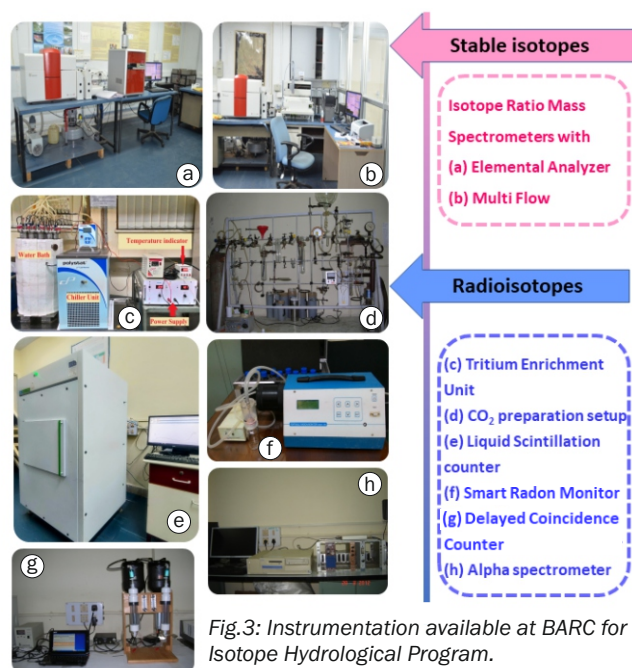 Stable isotopes
Isotope Ratio Mass
Spectrometers with
(a) Elemental Analyzer
(b) Multi Flow
a
b
Temperature indicator
Water Bath
polystat
Chiller Unit
Power Supply
c
d
Radioisotopes
(c) Tritium Enrichment
Unit
(d) CO₂ preparation setup
(e) Liquid Scintillation
counter
(f) Smart Radon Monitor
(g) Delayed Coincidence
Counter
(h) Alpha spectrometer
e
f
g
h
Fig.3: Instrumentation available at BARC for
Isotope Hydrological Program.